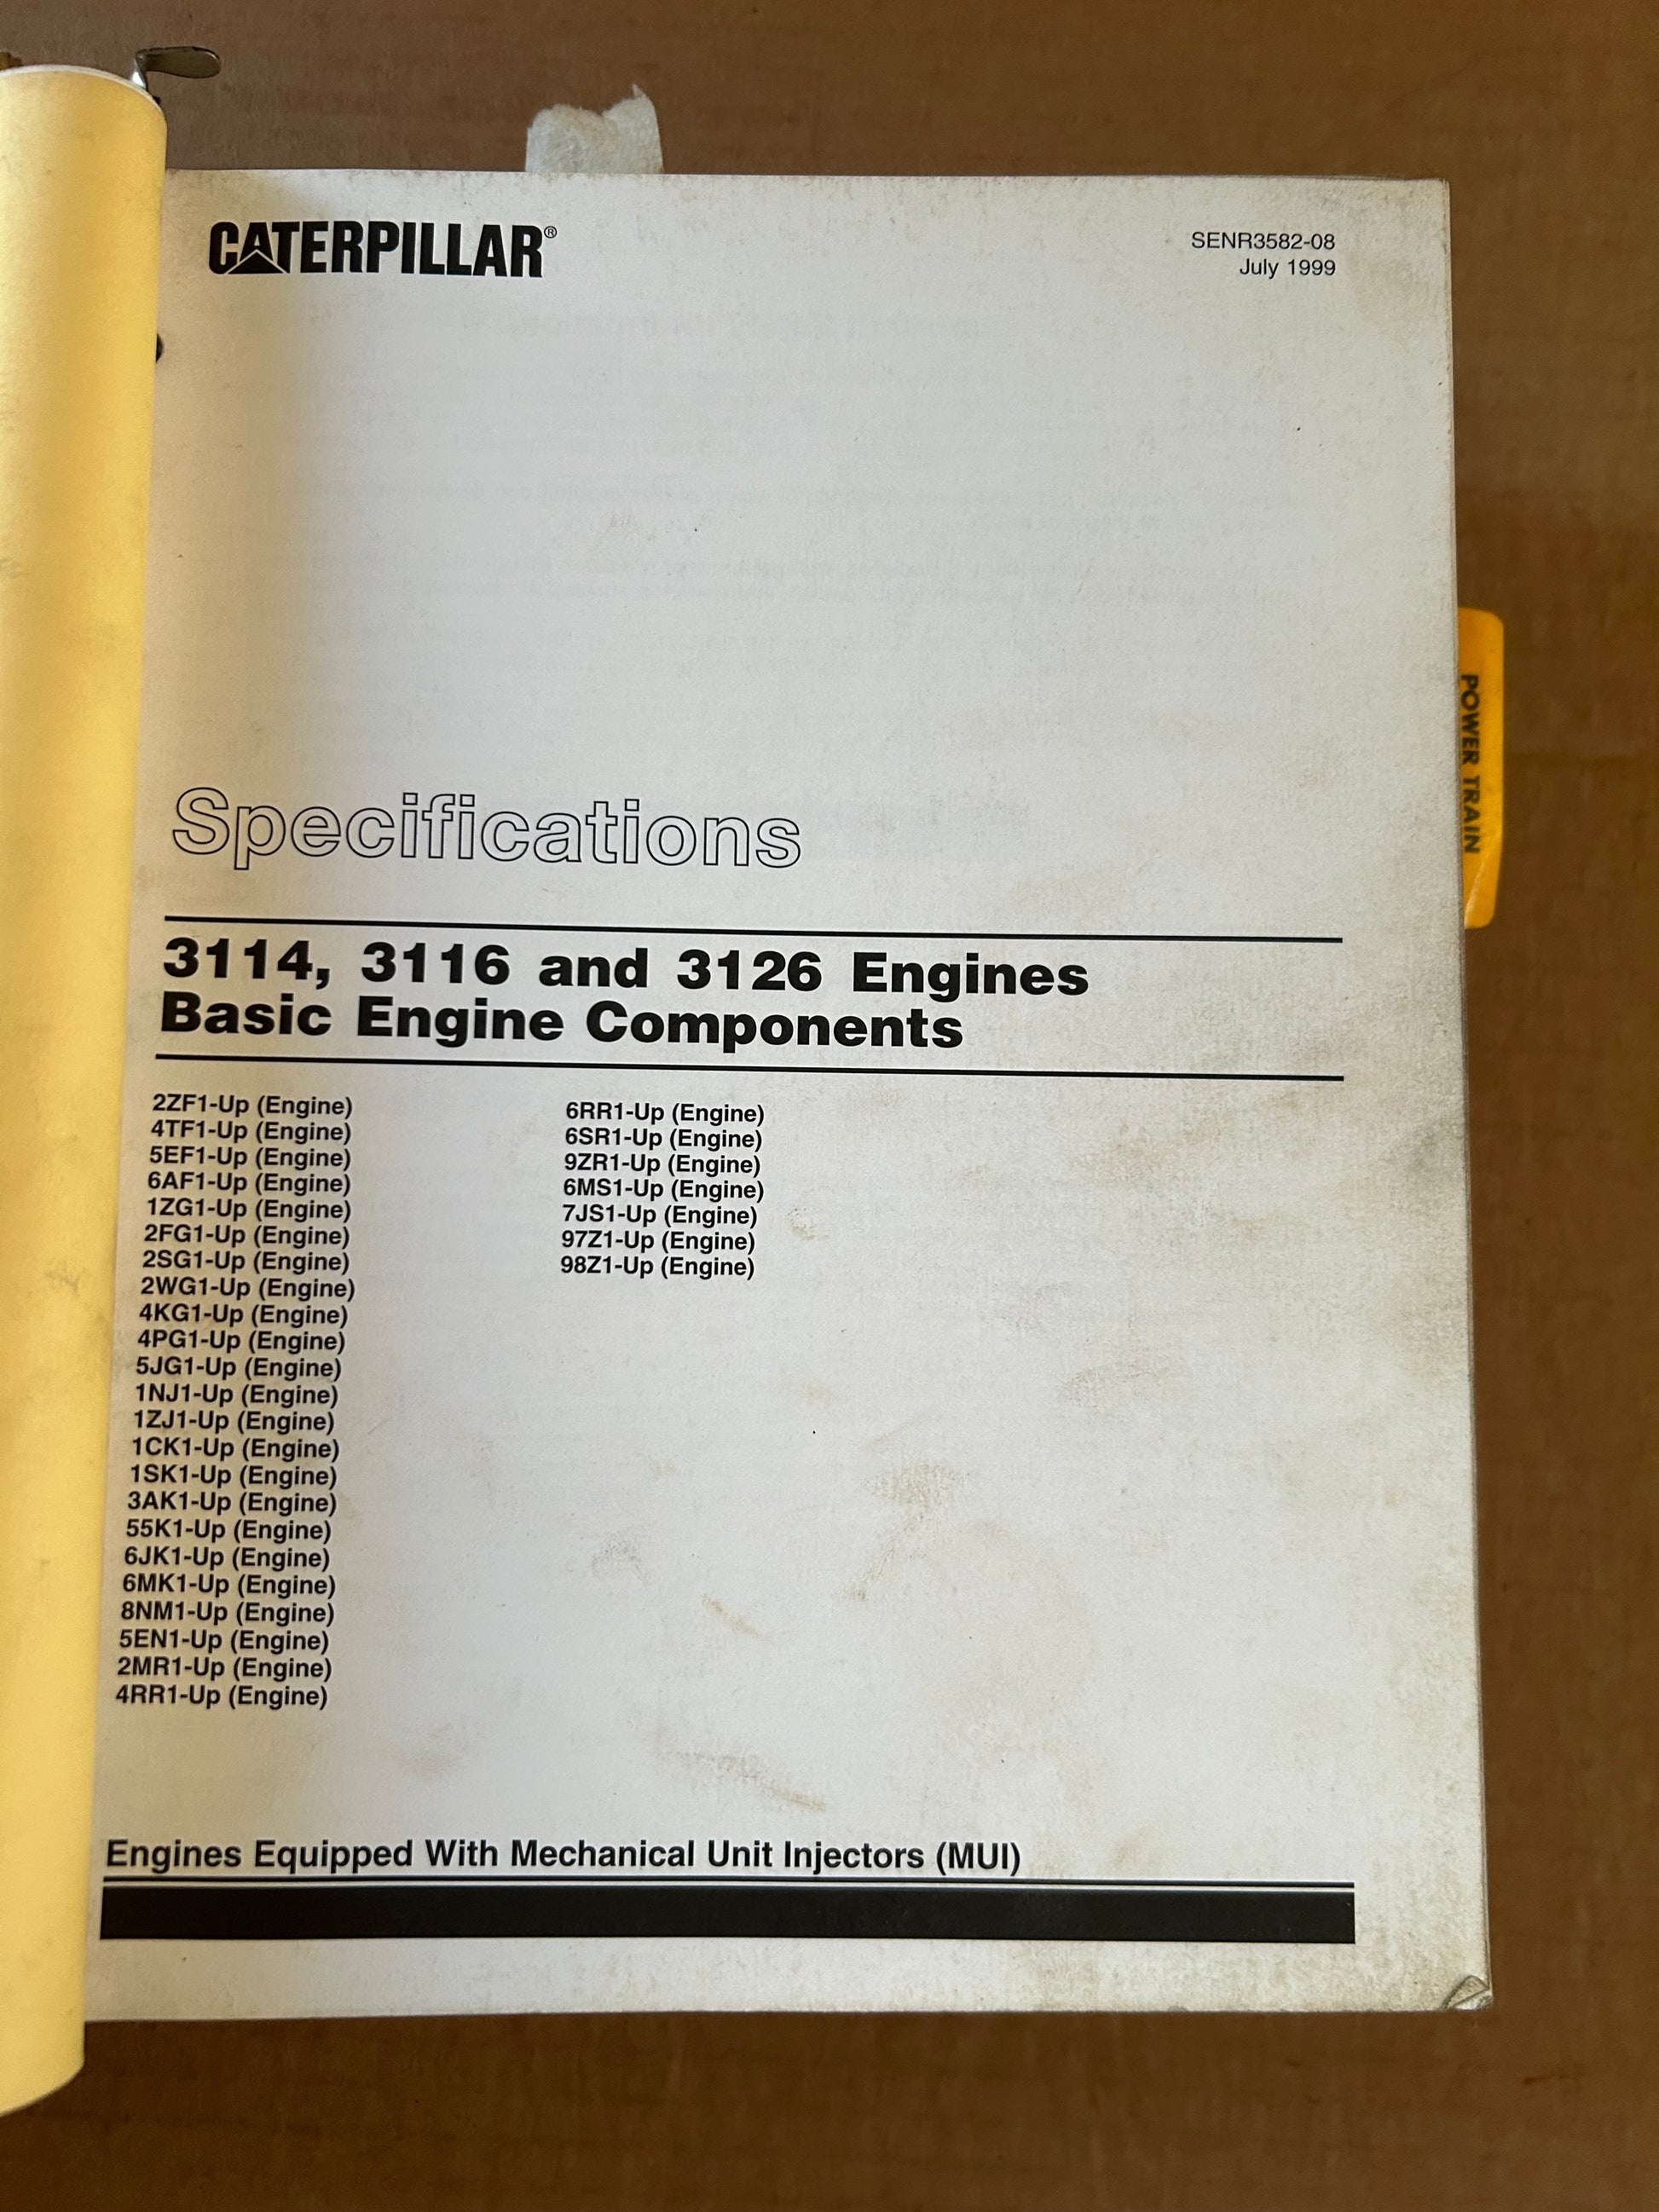 CATERPILLAR®
SENR3582-08
July 1999
Specifications
3114, 3116 and 3126 Engines
Basic Engine Components
2ZF1-Up (Engine)
4TF1-Up (Engine)
5EF1-Up (Engine)
6AF1-Up (Engine)
1ZG1-Up (Engine)
2FG1-Up (Engine)
2SG1-Up (Engine)
2WG1-Up (Engine)
4KG1-Up (Engine)
4PG1-Up (Engine)
5JG1-Up (Engine)
1NJ1-Up (Engine)
1ZJ1-Up (Engine)
1CK1-Up (Engine)
1SK1-Up (Engine)
3AK1-Up (Engine)
55K1-Up (Engine)
6JK1-Up (Engine)
6MK1-Up (Engine)
8NM1-Up (Engine)
5EN1-Up (Engine)
2MR1-Up (Engine)
4RR1-Up (Engine)
6RR1-Up (Engine)
6SR1-Up (Engine)
9ZR1-Up (Engine)
6MS1-Up (Engine)
7JS1-Up (Engine)
97Z1-Up (Engine)
98Z1-Up (Engine)
Engines Equipped With Mechanical Unit Injectors (MUI)
POWER TRAIN